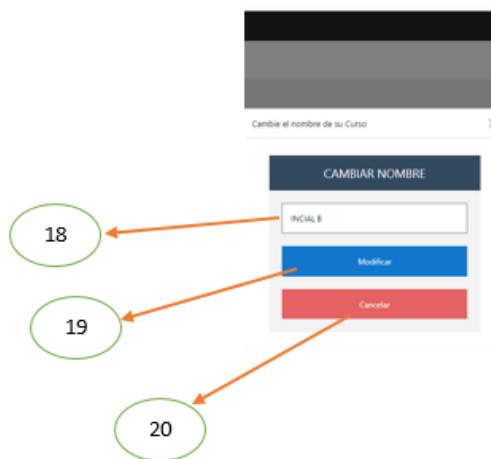 Cambie el nombre de su Curso
CAMBIAR NOMBRE
INCIAL B
18
Modificar
Cancelar
19
20